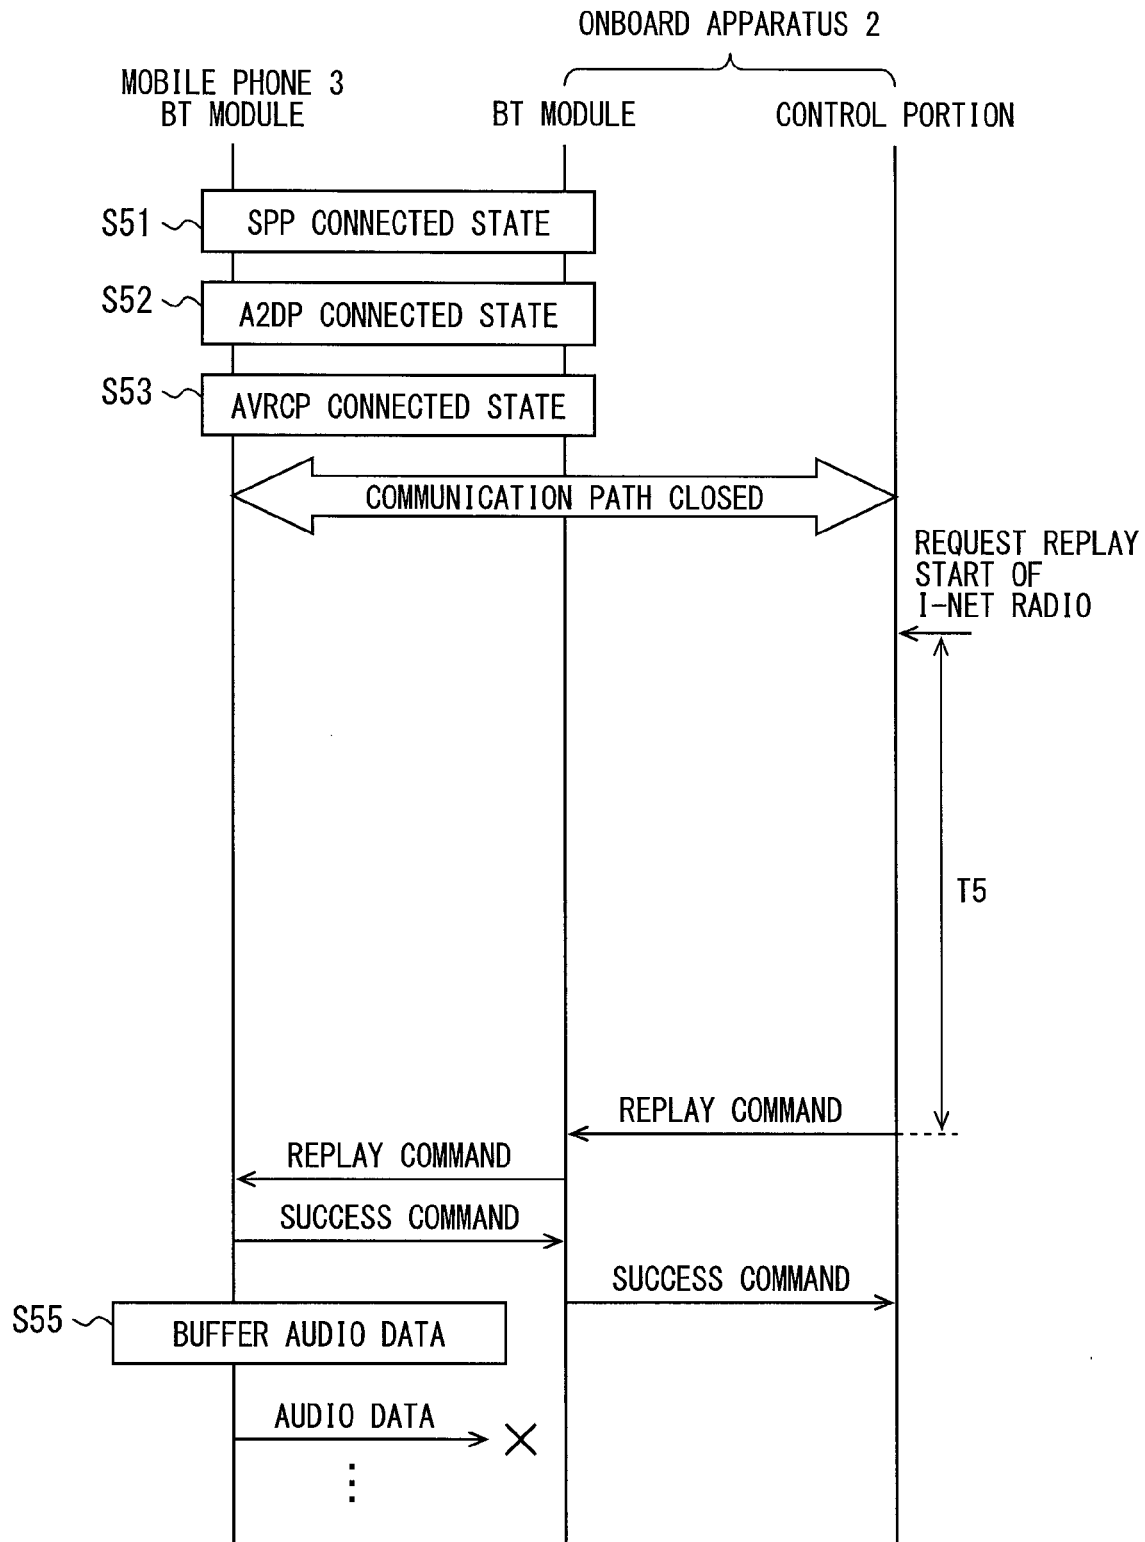 ONBOARD APPARATUS 2
MOBILE PHONE 3
BT MODULE
BT MODULE
CONTROL PORTION
S51
SPP CONNECTED STATE
S52
A2DP CONNECTED STATE
S53
AVRCP CONNECTED STATE
COMMUNICATION PATH CLOSED
REQUEST REPLAY
START OF
I-NET RADIO
T5
REPLAY COMMAND
REPLAY COMMAND
SUCCESS COMMAND
SUCCESS COMMAND
S55
BUFFER AUDIO DATA
AUDIO DATA